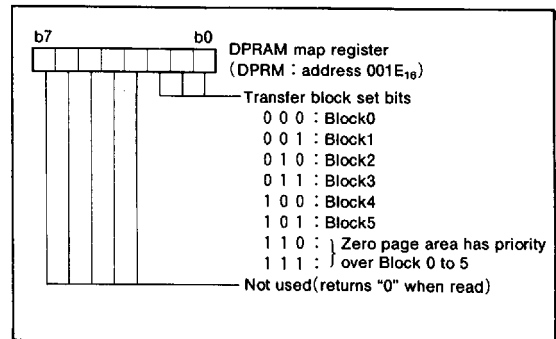 b7 b0
DPRAM map register
(DPRM : address 001E₁₆)
Transfer block set bits
0 0 0 : Block0
0 0 1 : Block1
0 1 0 : Block2
0 1 1 : Block3
1 0 0 : Block4
1 0 1 : Block5
1 1 0 : Zero page area has priority
1 1 1 : over Block 0 to 5
Not used(returns "0" when read)